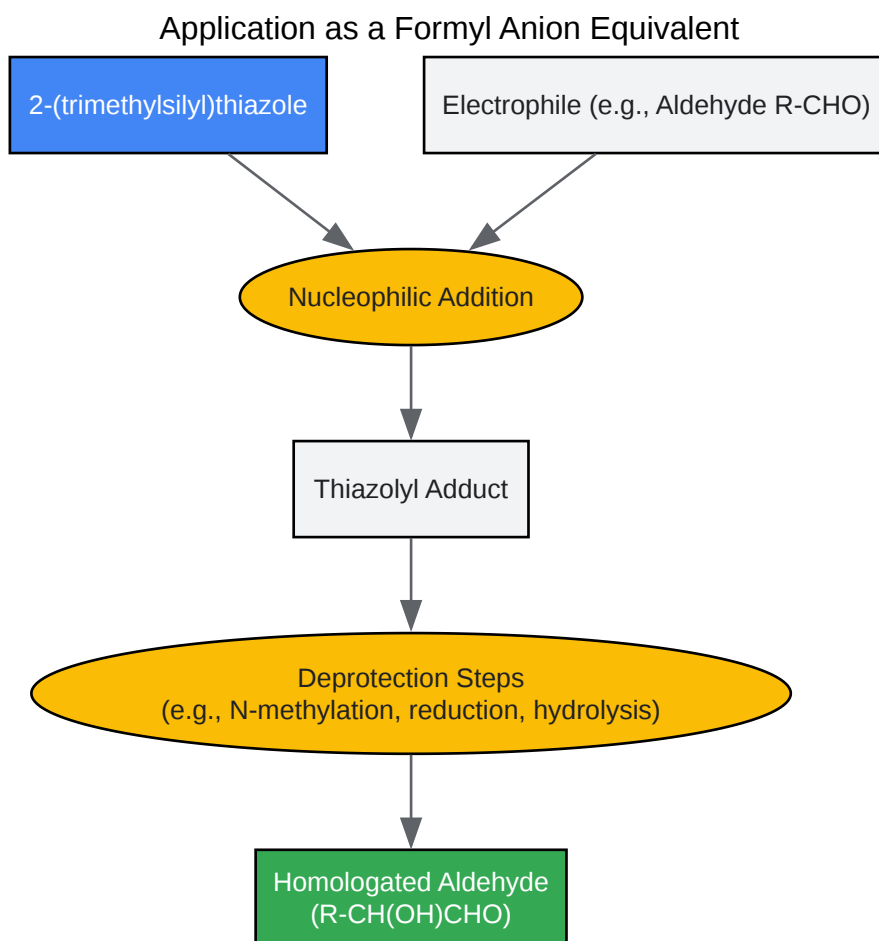 Application as a Formyl Anion Equivalent
2-(trimethylsilyl)thiazole
Electrophile (e.g., Aldehyde R-CHO)
Nucleophilic Addition
Thiazolyl Adduct
Deprotection Steps
(e.g., N-methylation, reduction, hydrolysis)
Homologated Aldehyde
(R-CH(OH)CHO)